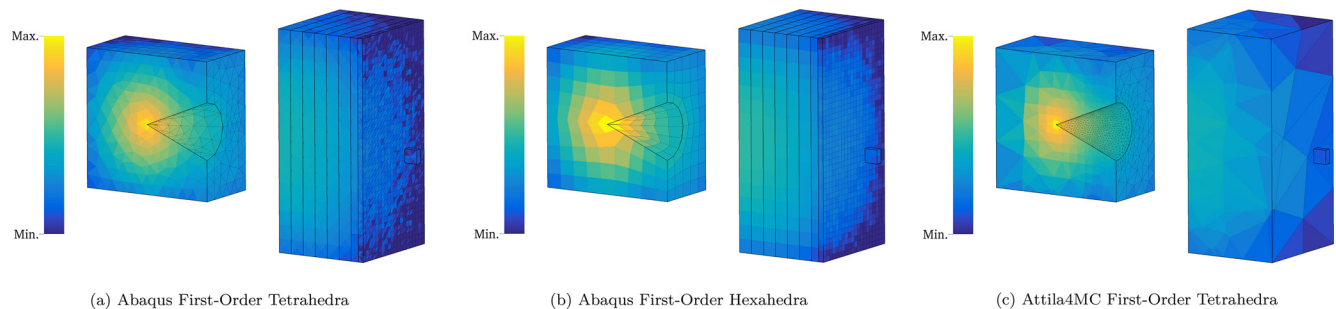 Max.
Min.
(a) Abaqus First-Order Tetrahedra
Max.
Min.
(b) Abaqus First-Order Hexahedra
Max.
Min.
(c) Attila4MC First-Order Tetrahedra